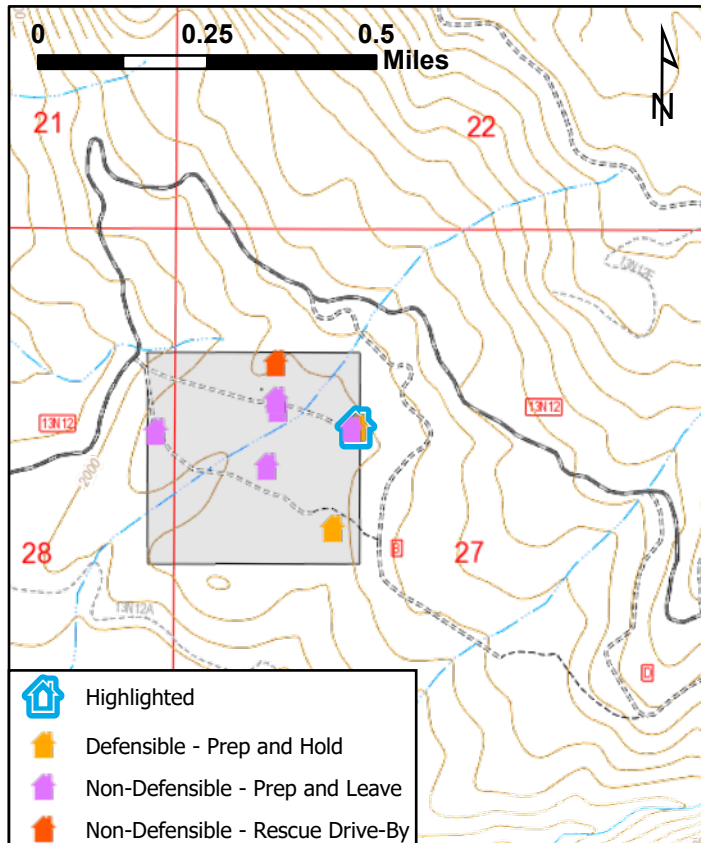 0 0.25 0.5
Miles
N
21
22
13N12E
13N12
13N12
2000
28
B
27
13N12A
D
Highlighted
Defensible - Prep and Hold
Non-Defensible - Prep and Leave
Non-Defensible - Rescue Drive-By